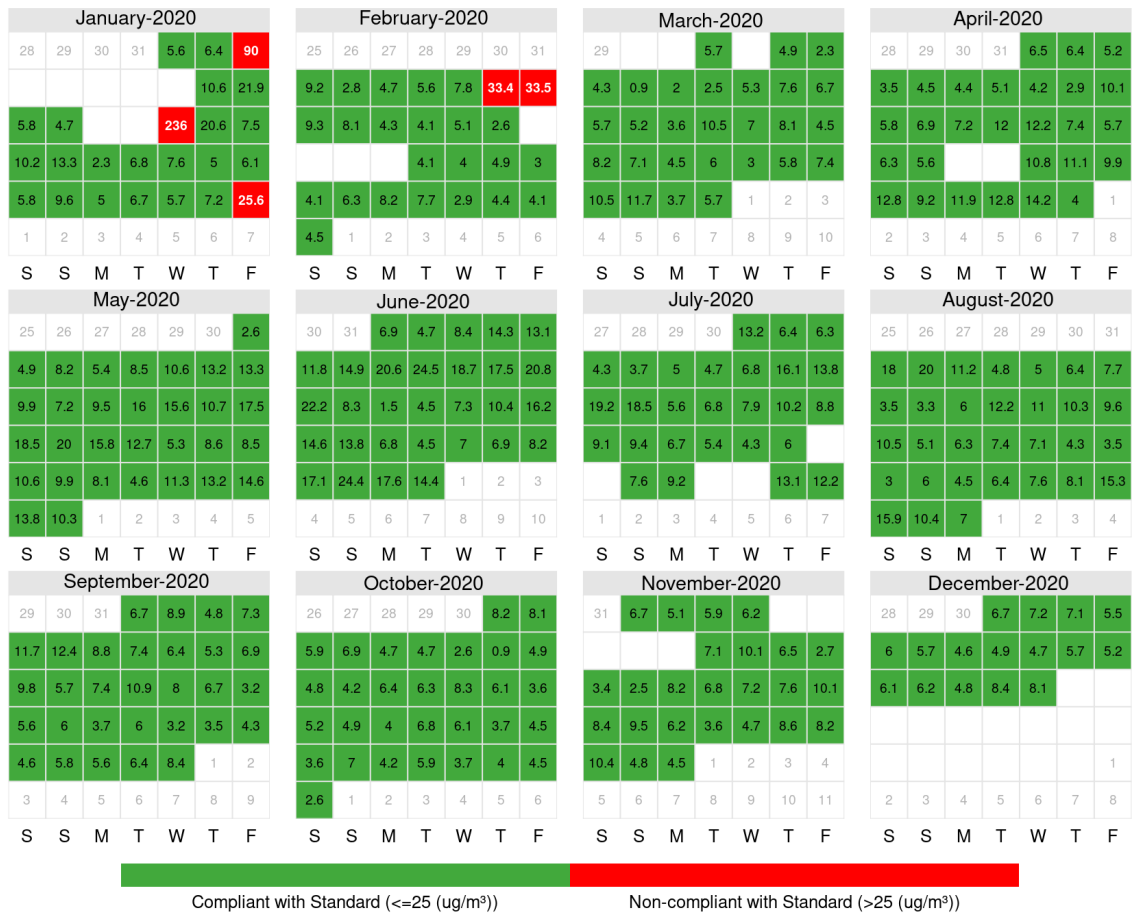 January-2020 February-2020 March-2020 April-2020
28 29 30 31 5.6 6.4 90 25 26 27 28 29 30 31 29 5.7 4.9 2.3 28 29 30 31 6.5 6.4 5.2
10.6 21.9 9.2 2.8 4.7 5.6 7.8 33.4 33.5 4.3 0.9 2 2.5 5.3 7.6 6.7 3.5 4.5 4.4 5.1 4.2 2.9 10.1
5.8 4.7 236 20.6 7.5 9.3 8.1 4.3 4.1 5.1 2.6 5.7 5.2 3.6 10.5 7 8.1 4.5 5.8 6.9 7.2 12 12.2 7.4 5.7
10.2 13.3 2.3 6.8 7.6 5 6.1 4.1 4 4.9 3 8.2 7.1 4.5 6 3 5.8 7.4 6.3 5.6 10.8 11.1 9.9
5.8 9.6 5 6.7 5.7 7.2 25.6 4.1 6.3 8.2 7.7 2.9 4.4 4.1 10.5 11.7 3.7 5.7 1 2 3 12.8 9.2 11.9 12.8 14.2 4 1
1 2 3 4 5 6 7 4.5 1 2 3 4 5 6 4 5 6 7 8 9 10 2 3 4 5 6 7 8
S S M T W T F S S M T W T F S S M T W T F S S M T W T F
May-2020 June-2020 July-2020 August-2020
25 26 27 28 29 30 2.6 30 31 6.9 4.7 8.4 14.3 13.1 27 28 29 30 13.2 6.4 6.3 25 26 27 28 29 30 31
4.9 8.2 5.4 8.5 10.6 13.2 13.3 11.8 14.9 20.6 24.5 18.7 17.5 20.8 4.3 3.7 5 4.7 6.8 16.1 13.8 18 20 11.2 4.8 5 6.4 7.7
9.9 7.2 9.5 16 15.6 10.7 17.5 22.2 8.3 1.5 4.5 7.3 10.4 16.2 19.2 18.5 5.6 6.8 7.9 10.2 8.8 3.5 3.3 6 12.2 11 10.3 9.6
18.5 20 15.8 12.7 5.3 8.6 8.5 14.6 13.8 6.8 4.5 7 6.9 8.2 9.1 9.4 6.7 5.4 4.3 6 10.5 5.1 6.3 7.4 7.1 4.3 3.5
10.6 9.9 8.1 4.6 11.3 13.2 14.6 17.1 24.4 17.6 14.4 1 2 3 7.6 9.2 13.1 12.2 3 6 4.5 6.4 7.6 8.1 15.3
13.8 10.3 1 2 3 4 5 4 5 6 7 8 9 10 1 2 3 4 5 6 7 15.9 10.4 7 1 2 3 4
S S M T W T F S S M T W T F S S M T W T F S S M T W T F
September-2020 October-2020 November-2020 December-2020
29 30 31 6.7 8.9 4.8 7.3 26 27 28 29 30 8.2 8.1 31 6.7 5.1 5.9 6.2 28 29 30 6.7 7.2 7.1 5.5
11.7 12.4 8.8 7.4 6.4 5.3 6.9 5.9 6.9 4.7 4.7 2.6 0.9 4.9 7.1 10.1 6.5 2.7 6 5.7 4.6 4.9 4.7 5.7 5.2
9.8 5.7 7.4 10.9 8 6.7 3.2 4.8 4.2 6.4 6.3 8.3 6.1 3.6 3.4 2.5 8.2 6.8 7.2 7.6 10.1 6.1 6.2 4.8 8.4 8.1
5.6 6 3.7 6 3.2 3.5 4.3 5.2 4.9 4 6.8 6.1 3.7 4.5 8.4 9.5 6.2 3.6 4.7 8.6 8.2
4.6 5.8 5.6 6.4 8.4 1 2 3.6 7 4.2 5.9 3.7 4 4.5 10.4 4.8 4.5 1 2 3 4 1
3 4 5 6 7 8 9 2.6 1 2 3 4 5 6 5 6 7 8 9 10 11 2 3 4 5 6 7 8
S S M T W T F S S M T W T F S S M T W T F S S M T W T F
Compliant with Standard (<=25 (ug/m³)) Non-compliant with Standard (>25 (ug/m³))